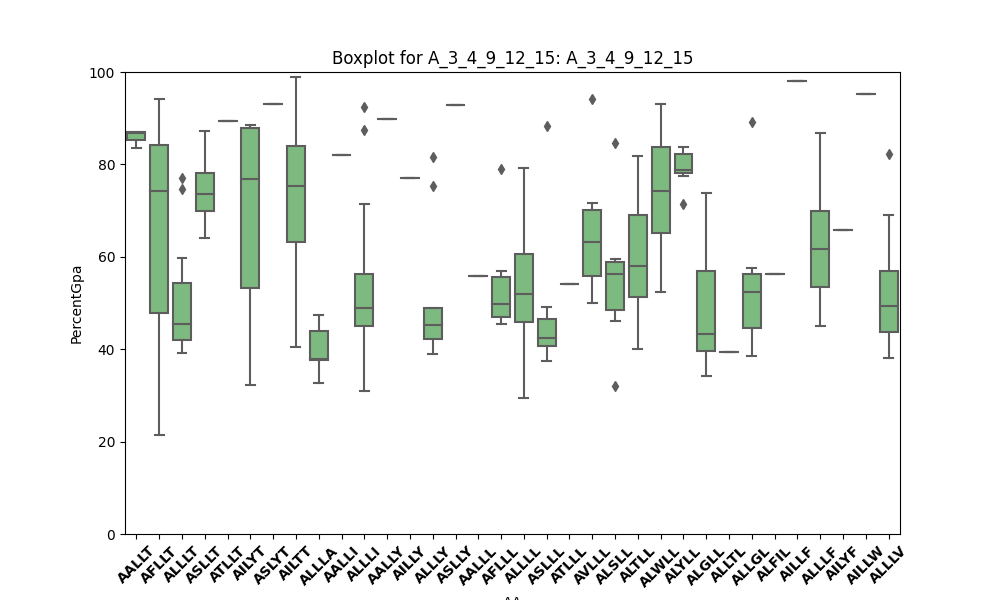 Boxplot for A_3_4_9_12_15: A_3_4_9_12_15
PercentGpa
100
80
60
40
20
0
AALLT
AFLLT
ALLLT
ASLLT
ATLLT
AILYT
ASLYT
AILTT
ALLLA
AALLI
ALLLI
AALLY
AILLY
ALLLY
ASLLY
AALLL
AFLLL
ALLLL
ASLLL
ATLLL
AVLLL
ALSLL
ALTLL
ALWLL
ALYLL
ALGLL
ALLTL
ALLGL
ALFIL
AILLF
ALLLF
AILYF
AILLW
ALLLV